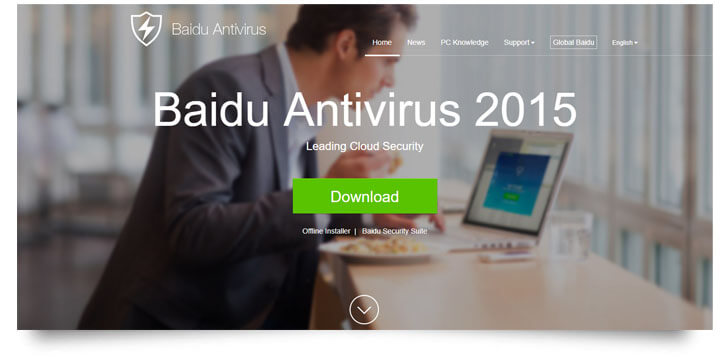 Baidu Antivirus
Home News PC Knowledge Support Global Baidu English
Baidu Antivirus 2015
Leading Cloud Security
Download
Offline Installer | Baidu Security Suite